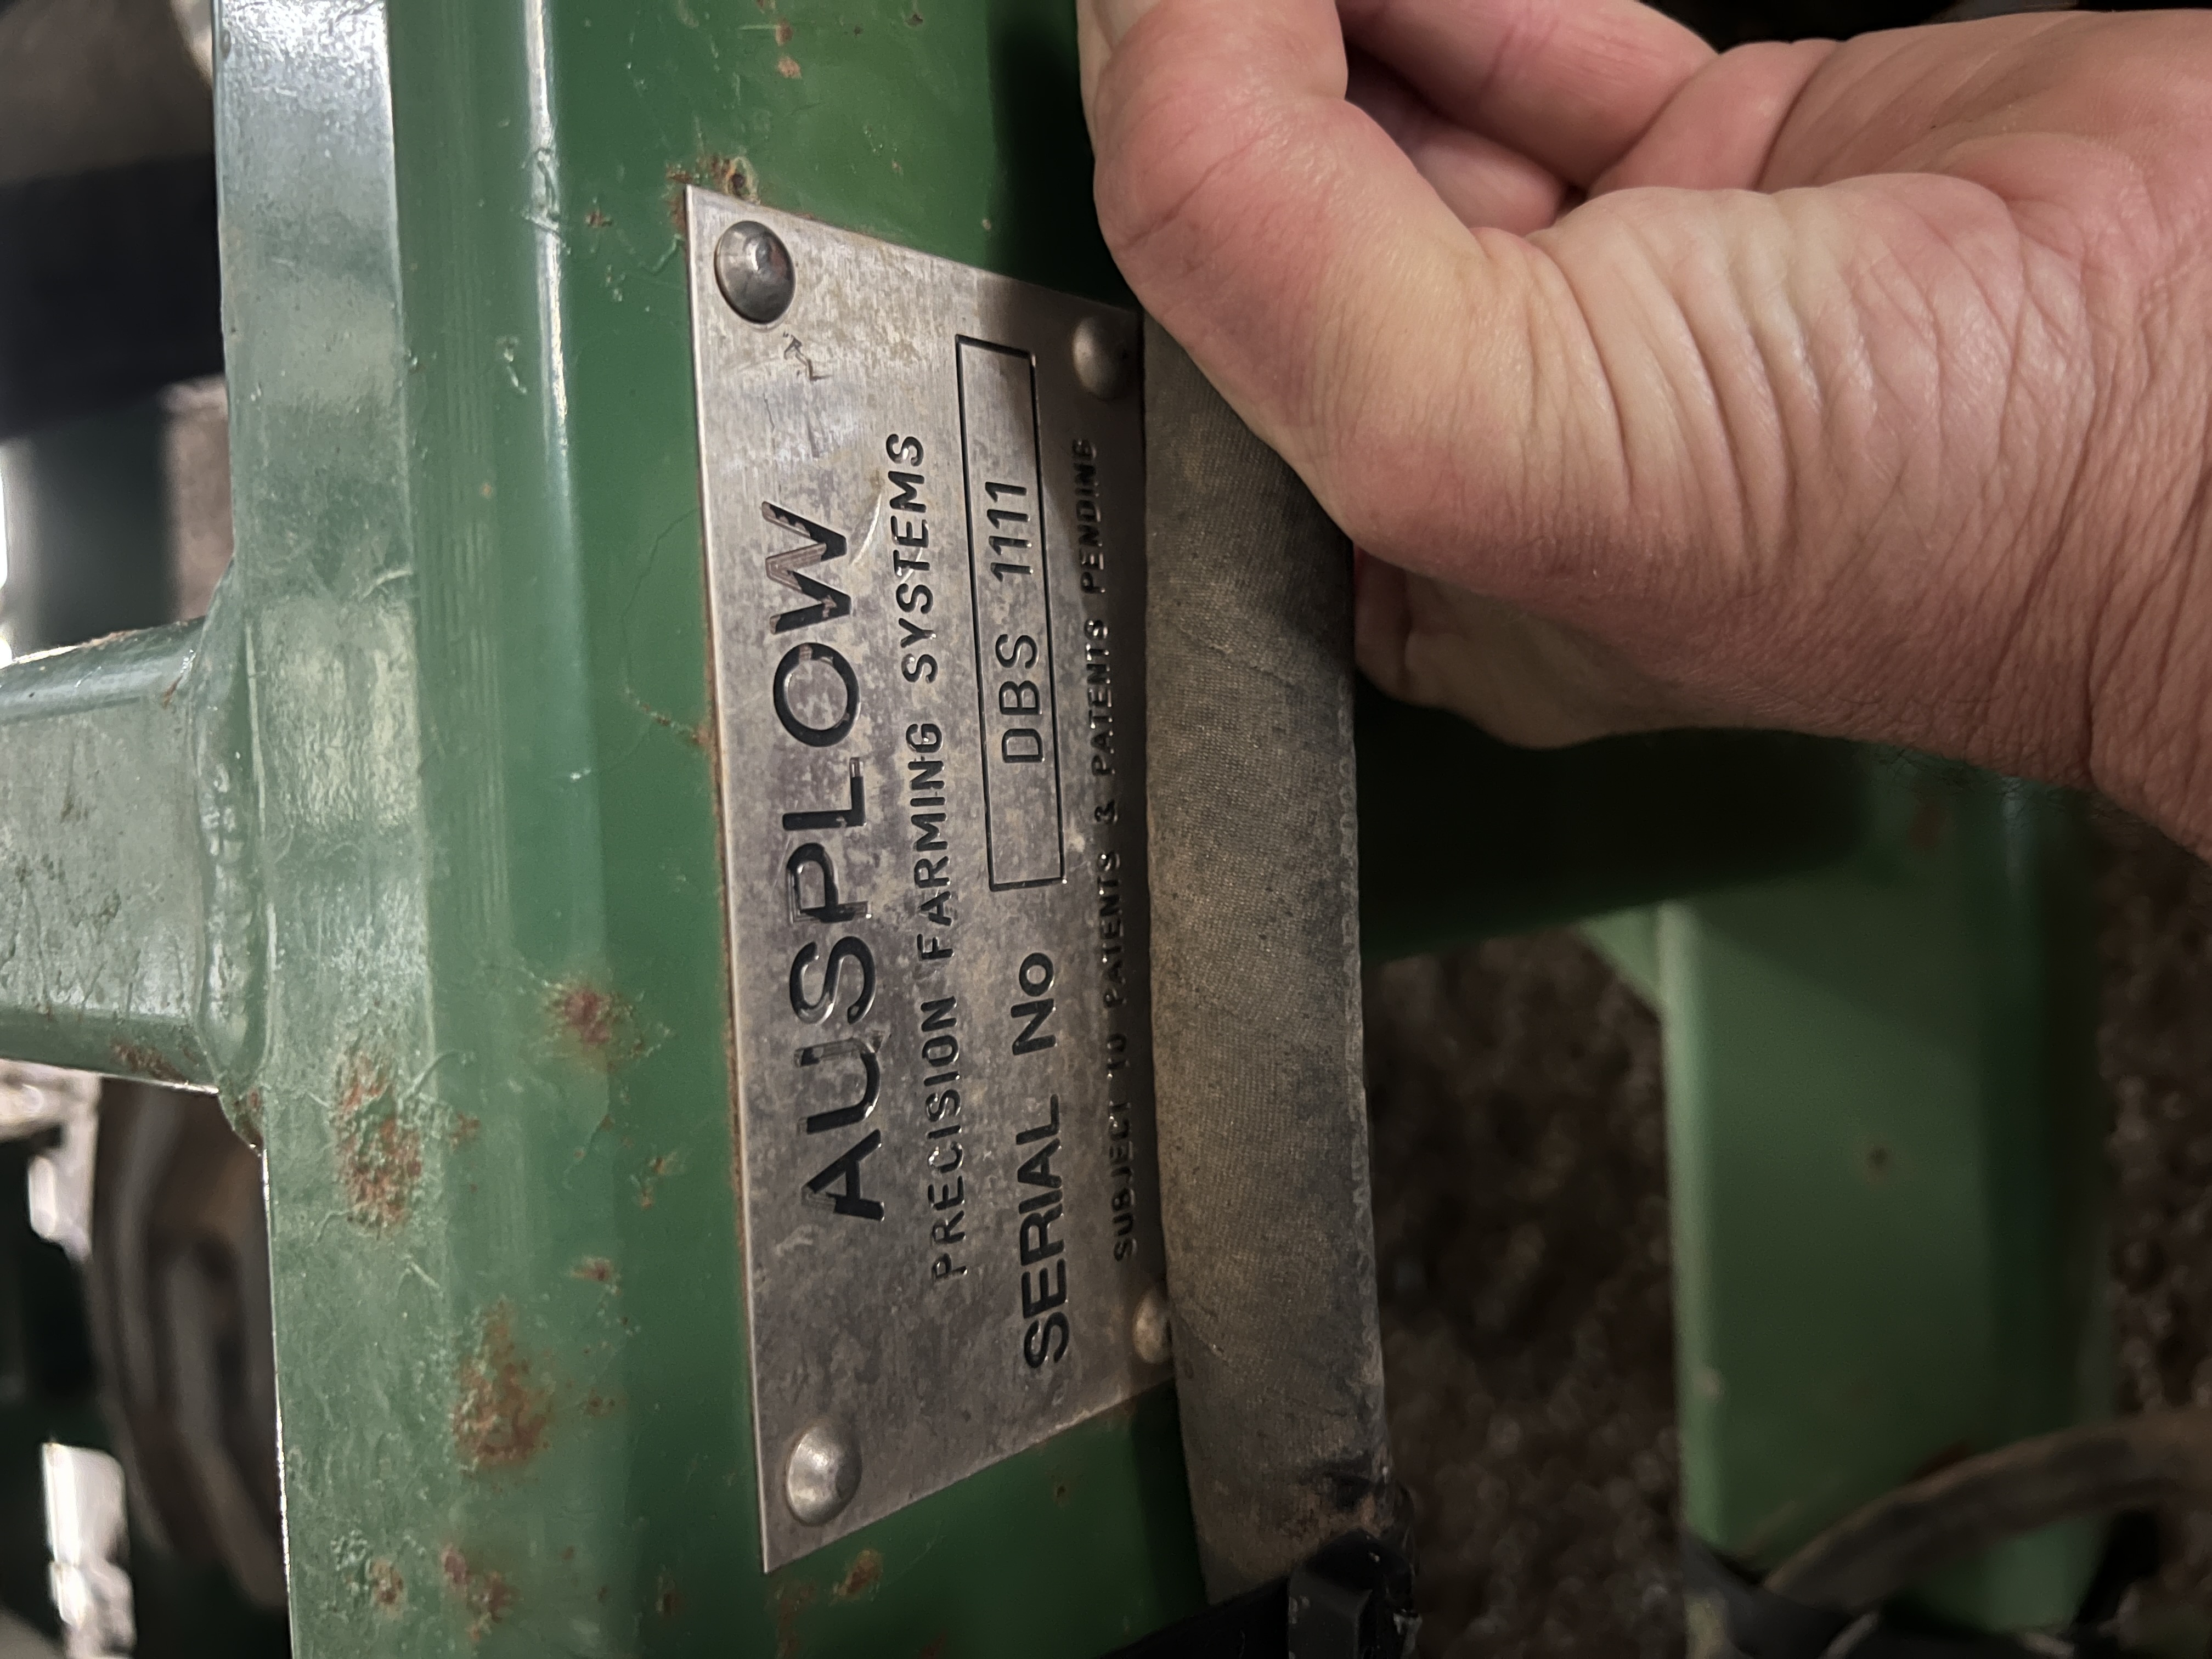 AUSPLOW
PRECISION FARMING SYSTEMS
SERIAL No DBS 1111
SUBJECT TO PATENTS & PATENTS PENDING